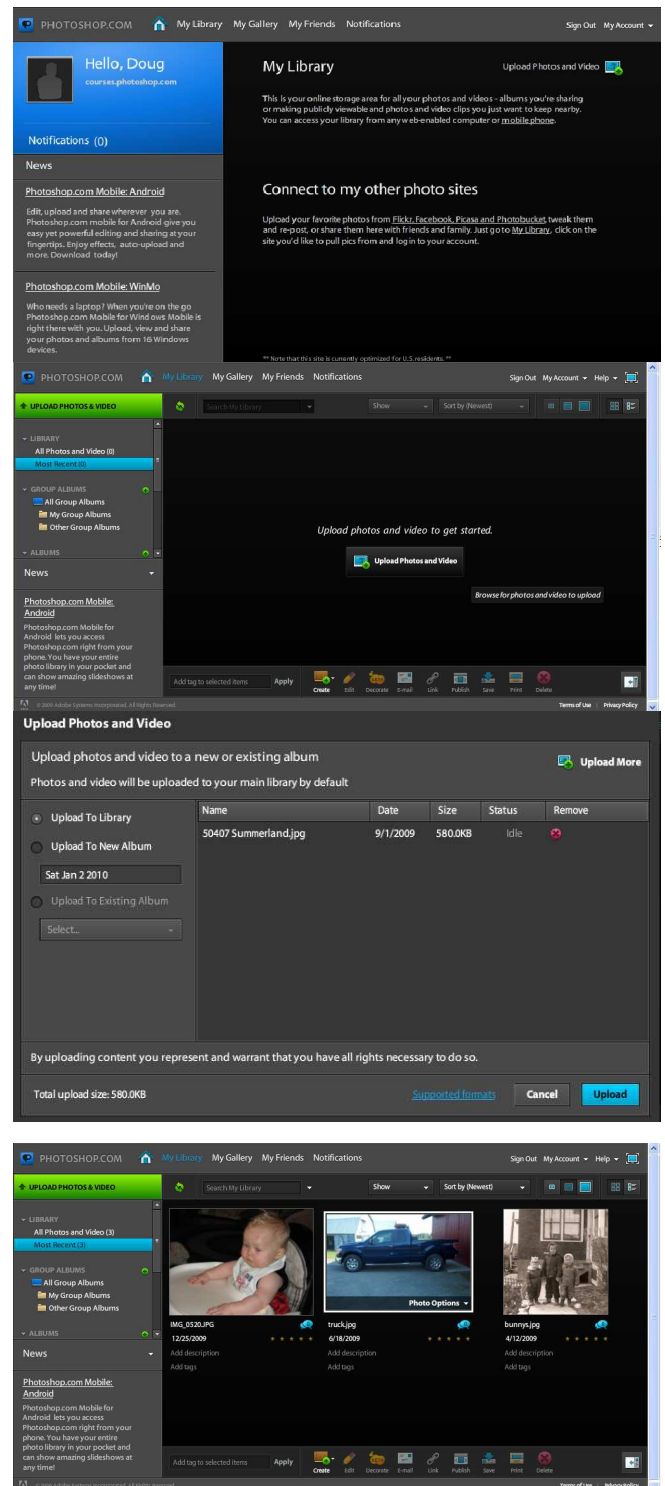 PHOTOSHOP.COM My Library My Gallery My Friends Notifications Sign Out My Account
Hello, Doug
courses.photoshop.com
Notifications (0)
News
Photoshop.com Mobile: Android
Edit, upload and share wherever you are.
Photoshop.com mobile for Android give you
easy yet powerful editing and sharing at your
fingertips. Enjoy effects, auto-upload and
more. Download today!
Photoshop.com Mobile: WinMo
Who needs a laptop? When you're on the go
Photoshop.com Mobile for Windows Mobile is
right there with you. Upload, view and share
your photos and albums from 16 Windows
devices.
My Library
Upload Photos and Video
This is your online storage area for all your photos and videos - albums you're sharing
or making publicly viewable and photos and video clips you just want to keep nearby.
You can access your library from any web-enabled computer or mobile phone.
Connect to my other photo sites
Upload your favorite photos from Flickr, Facebook, Picasa and Photobucket, tweak them
and re-post, or share them here with friends and family. Just go to My Library, click on the
site you'd like to pull pics from and log in to your account.
** Note that this site is currently optimized for U.S. residents. **
PHOTOSHOP.COM My Library My Gallery My Friends Notifications Sign Out My Account Help
UPLOAD PHOTOS & VIDEO Search My Library Show Sort by (Newest)
LIBRARY
All Photos and Video (0)
Most Recent (0)
GROUP ALBUMS
All Group Albums
My Group Albums
Other Group Albums
ALBUMS
News
Photoshop.com Mobile:
Android
Photoshop.com Mobile for
Android lets you access
Photoshop.com right from your
phone. You have your entire
photo library in your pocket and
can show amazing slideshows at
any time!
Upload photos and video to get started.
Upload Photos and Video
Browse for photos and video to upload
Add tag to selected items Apply Create Edit Decorate E-mail Link Publish Save Print Delete
© 2009 Adobe Systems Incorporated. All Rights Reserved. Terms of Use | Privacy Policy
Upload Photos and Video
Upload photos and video to a new or existing album
Photos and video will be uploaded to your main library by default
Upload More
Upload To Library
Upload To New Album
Sat Jan 2 2010
Upload To Existing Album
Select...
Name Date Size Status Remove
50407 Summerland.jpg 9/1/2009 580.0KB Idle
By uploading content you represent and warrant that you have all rights necessary to do so.
Total upload size: 580.0KB Supported formats Cancel Upload
PHOTOSHOP.COM My Library My Gallery My Friends Notifications Sign Out My Account Help
UPLOAD PHOTOS & VIDEO Search My Library Show Sort by (Newest)
LIBRARY
All Photos and Video (3)
Most Recent (3)
GROUP ALBUMS
All Group Albums
My Group Albums
Other Group Albums
ALBUMS
News
Photoshop.com Mobile:
Android
Photoshop.com Mobile for
Android lets you access
Photoshop.com right from your
phone. You have your entire
photo library in your pocket and
can show amazing slideshows at
any time!
Photo Options
IMG_0520.JPG truck.jpg bunnys.jpg
12/25/2009 6/18/2009 4/12/2009
Add description Add description Add description
Add tags Add tags Add tags
Add tag to selected items Apply Create Edit Decorate E-mail Link Publish Save Print Delete
Terms of Use Privacy Policy